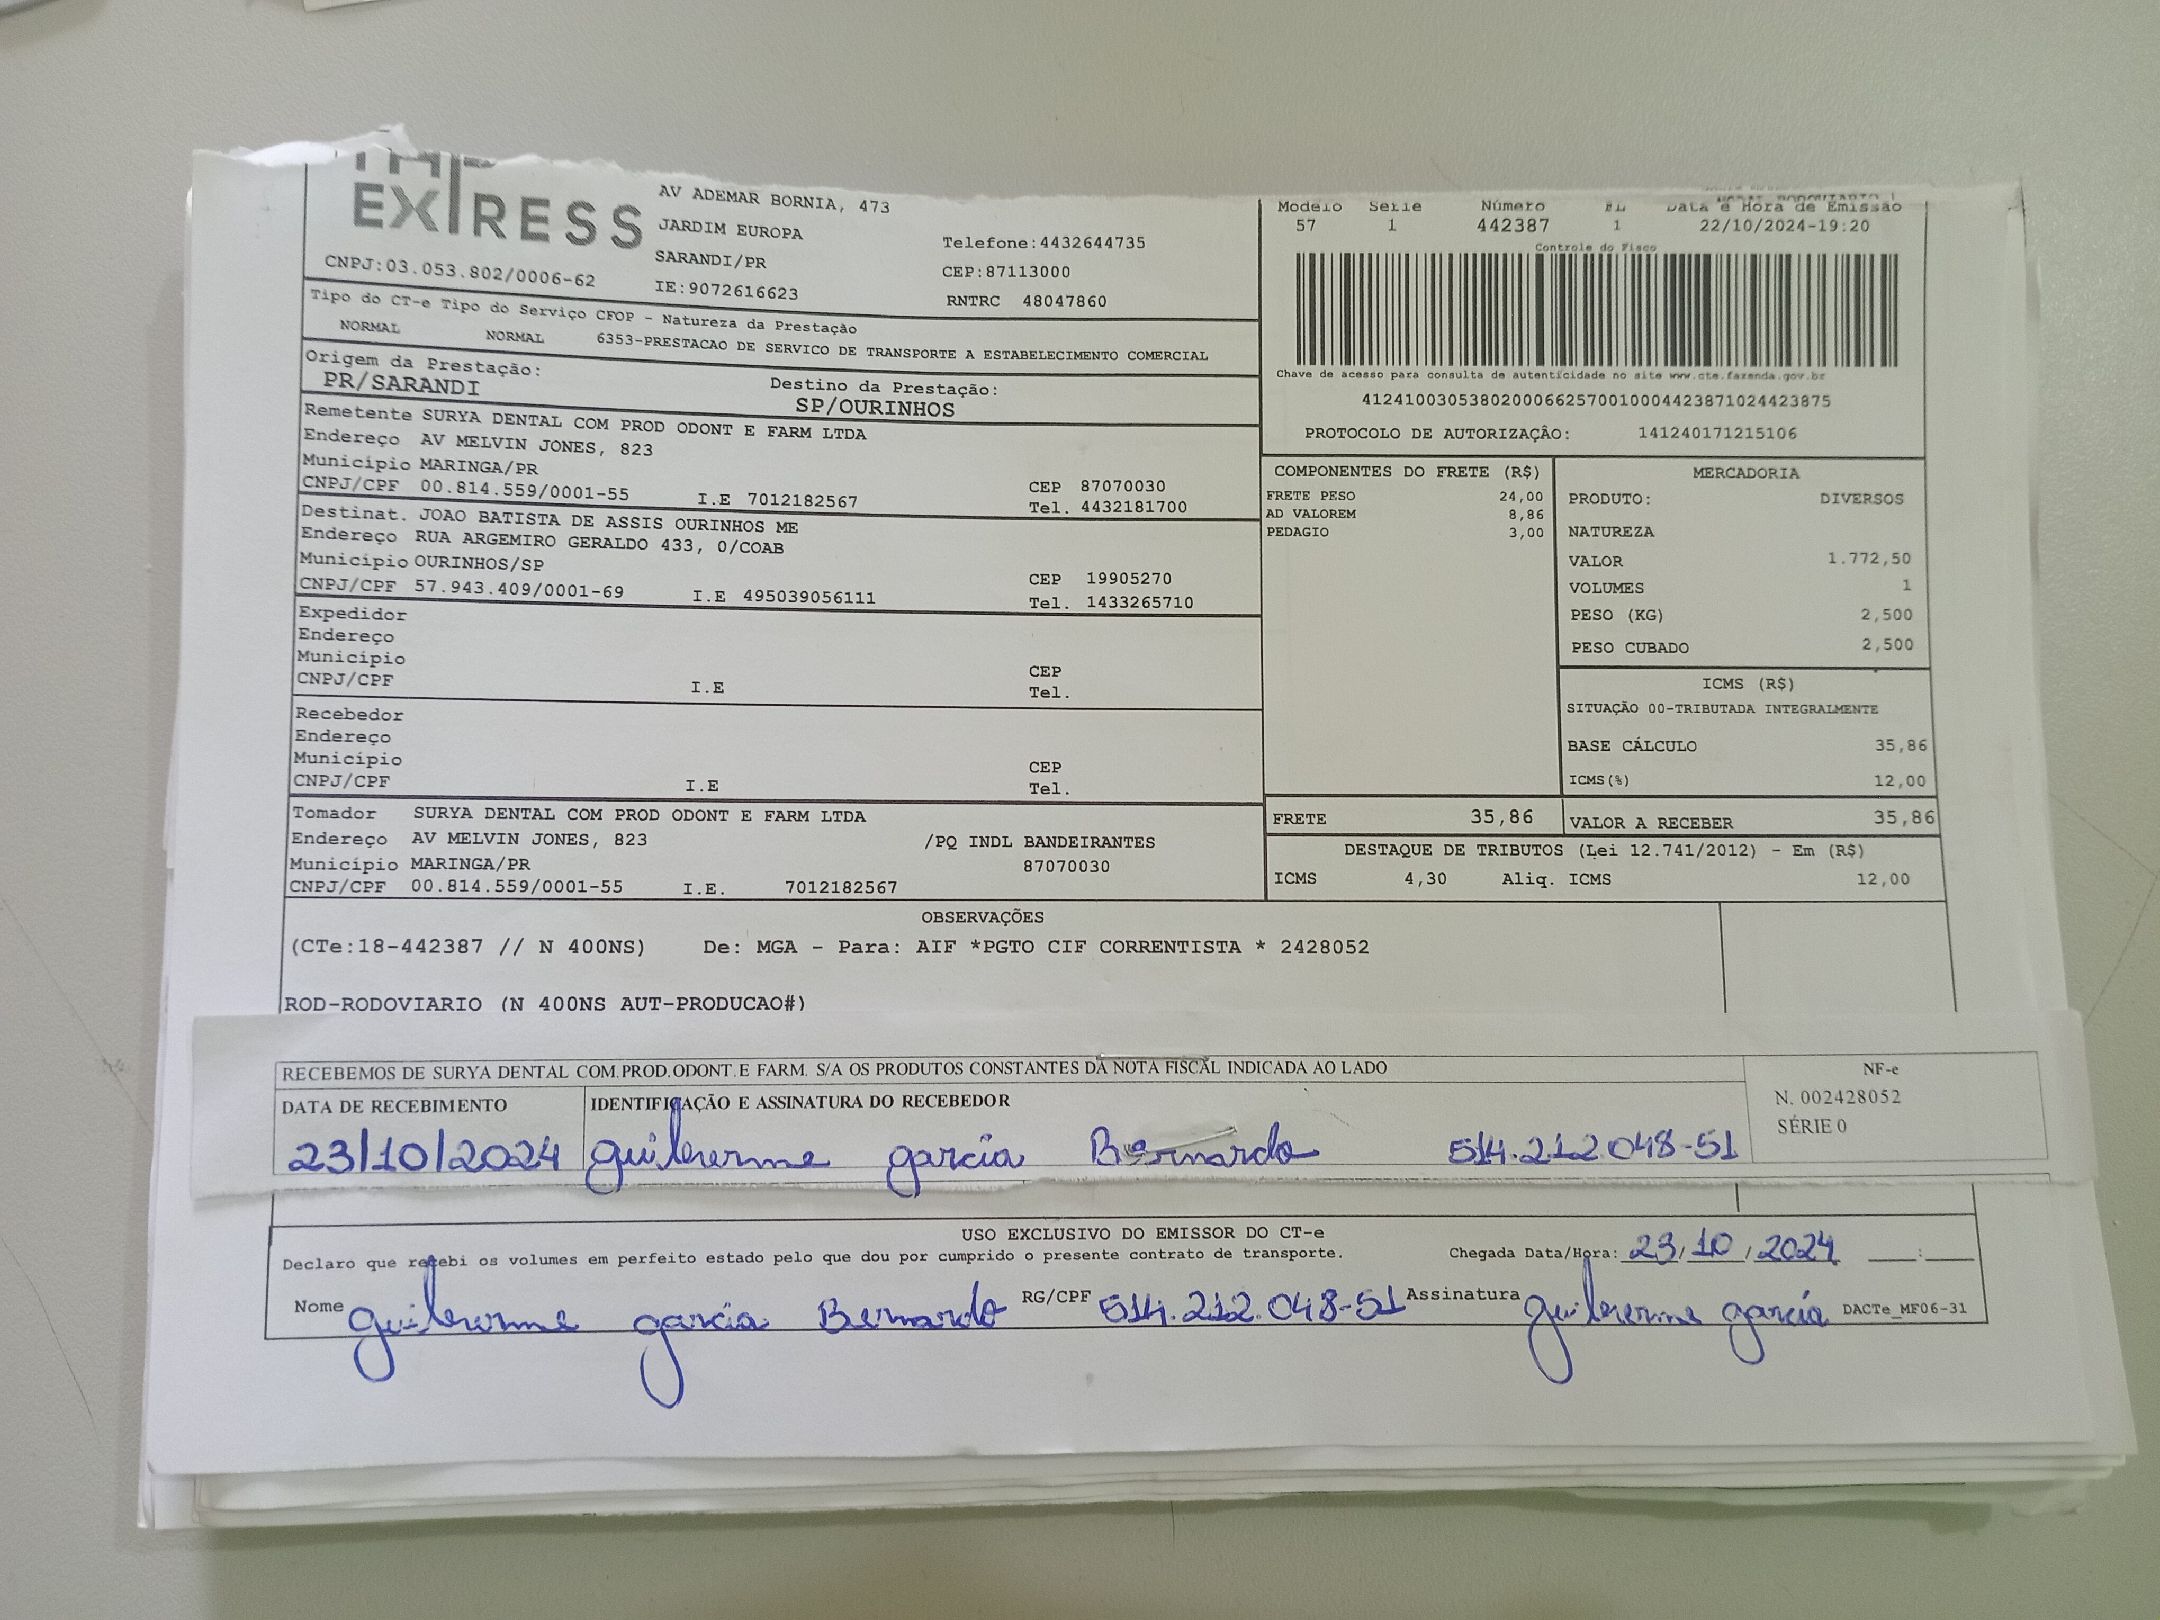 EXPRESS
AV ADEMAR BORNIA, 473
JARDIM EUROPA
SARANDI/PR
IE:9072616623
Telefone:4432644735
CEP:87113000
RNTRC 48047860
CNPJ:03.053.802/0006-62
Modelo Serie Número FL Data e Hora de Emissão
57 1 442387 1 22/10/2024-19:20
Controle do Fisco
Chave de acesso para consulta de autenticidade no site www.cte.fazenda.gov.br
41241003053802000662570010004423871024423875
PROTOCOLO DE AUTORIZAÇÂO: 141240171215106
Tipo do CT-e Tipo do Serviço CFOP - Natureza da Prestação
NORMAL NORMAL 6353-PRESTACAO DE SERVICO DE TRANSPORTE A ESTABELECIMENTO COMERCIAL
Origem da Prestação: Destino da Prestação:
PR/SARANDI SP/OURINHOS
Remetente SURYA DENTAL COM PROD ODONT E FARM LTDA
Endereço AV MELVIN JONES, 823
Município MARINGA/PR CEP 87070030
CNPJ/CPF 00.814.559/0001-55 I.E 7012182567 Tel. 4432181700
Destinat. JOAO BATISTA DE ASSIS OURINHOS ME
Endereço RUA ARGEMIRO GERALDO 433, 0/COAB
Município OURINHOS/SP CEP 19905270
CNPJ/CPF 57.943.409/0001-69 I.E 495039056111 Tel. 1433265710
Expedidor
Endereço
Município CEP
CNPJ/CPF I.E Tel.
Recebedor
Endereço
Município CEP
CNPJ/CPF I.E Tel.
Tomador SURYA DENTAL COM PROD ODONT E FARM LTDA
Endereço AV MELVIN JONES, 823 /PQ INDL BANDEIRANTES
Município MARINGA/PR 87070030
CNPJ/CPF 00.814.559/0001-55 I.E. 7012182567
COMPONENTES DO FRETE (R$)
FRETE PESO 24,00
AD VALOREM 8,86
PEDAGIO 3,00
MERCADORIA
PRODUTO: DIVERSOS
NATUREZA
VALOR 1.772,50
VOLUMES 1
PESO (KG) 2,500
PESO CUBADO 2,500
ICMS (R$)
SITUAÇÃO 00-TRIBUTADA INTEGRALMENTE
BASE CÁLCULO 35,86
ICMS(%) 12,00
FRETE 35,86 VALOR A RECEBER 35,86
DESTAQUE DE TRIBUTOS (Lei 12.741/2012) - Em (R$)
ICMS 4,30 Aliq. ICMS 12,00
OBSERVAÇÕES
(CTe:18-442387 // N 400NS) De: MGA - Para: AIF *PGTO CIF CORRENTISTA * 2428052
ROD-RODOVIARIO (N 400NS AUT-PRODUCAO#)
RECEBEMOS DE SURYA DENTAL COM.PROD.ODONT.E FARM. S/A OS PRODUTOS CONSTANTES DA NOTA FISCAL INDICADA AO LADO
NF-e
N. 002428052
SÉRIE 0
DATA DE RECEBIMENTO IDENTIFICAÇÃO E ASSINATURA DO RECEBEDOR
23/10/2024 guilherme garcia Bernardo 514.212.048-51
USO EXCLUSIVO DO EMISSOR DO CT-e
Declaro que recebi os volumes em perfeito estado pelo que dou por cumprido o presente contrato de transporte. Chegada Data/Hora: 23/10/2024 ___:___
Nome guilherme garcia Bernardo RG/CPF 514.212.048-51 Assinatura guilherme garcia DACTe_MF06-31